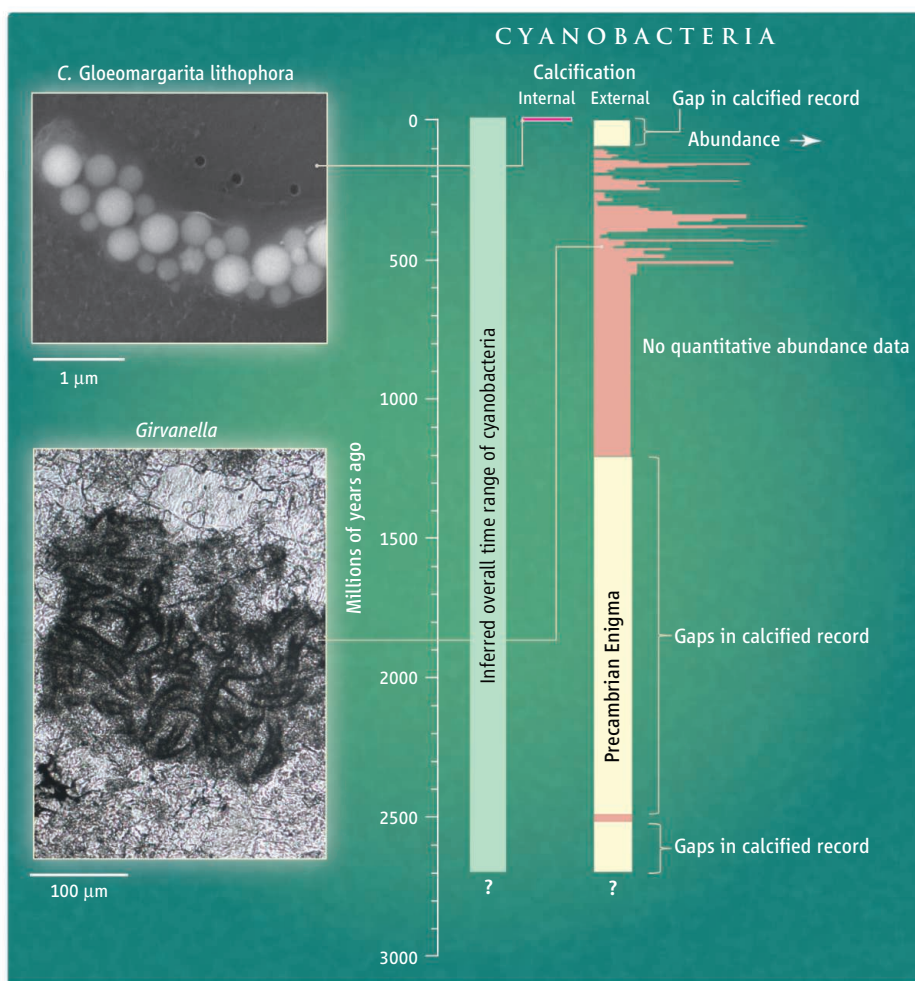 CYANOBACTERIA
C. Gloeomargarita lithophora
Calcification
Internal
External
Gap in calcified record
Abundance
0
500
1000
1500
2000
2500
3000
Millions of years ago
1 μm
Girvanella
100 μm
Inferred overall time range of cyanobacteria
?
No quantitative abundance data
Precambrian Enigma
Gaps in calcified record
Gaps in calcified record
?